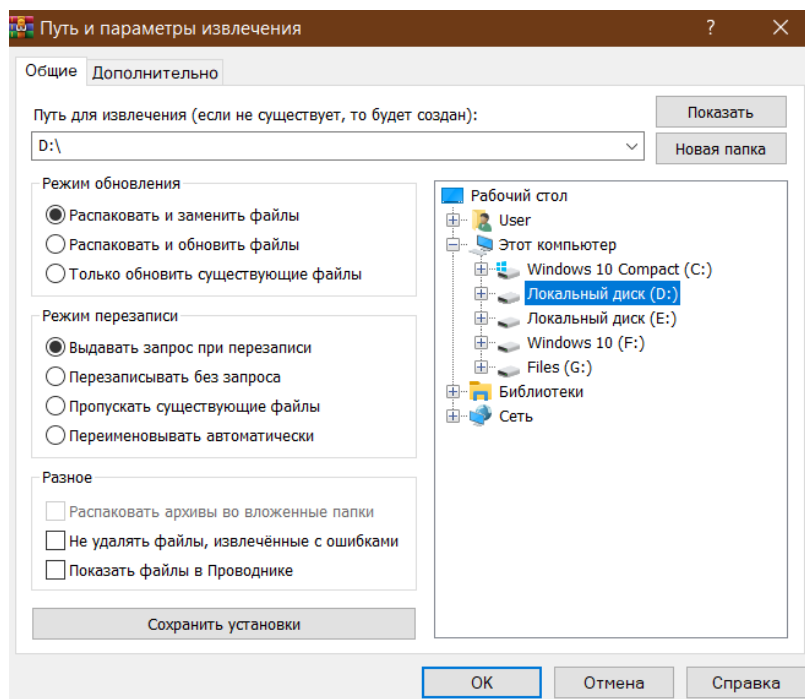 Путь и параметры извлечения
?
Общие Дополнительно
Путь для извлечения (если не существует, то будет создан):
Показать
D:\
Новая папка
Режим обновления
Распаковать и заменить файлы
Распаковать и обновить файлы
Только обновить существующие файлы
Режим перезаписи
Выдавать запрос при перезаписи
Перезаписывать без запроса
Пропускать существующие файлы
Переименовывать автоматически
Разное
Распаковать архивы во вложенные папки
Не удалять файлы, извлечённые с ошибками
Показать файлы в Проводнике
Сохранить установки
Рабочий стол
User
Этот компьютер
Windows 10 Compact (C:)
Локальный диск (D:)
Локальный диск (E:)
Windows 10 (F:)
Files (G:)
Библиотеки
Сеть
OK Отмена Справка